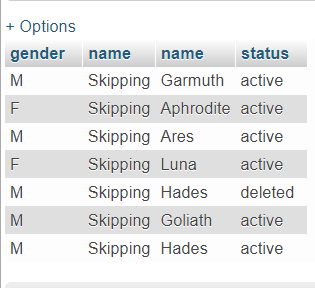 + Options
gender name name status
M Skipping Garmuth active
F Skipping Aphrodite active
M Skipping Ares active
F Skipping Luna active
M Skipping Hades deleted
M Skipping Goliath active
M Skipping Hades active